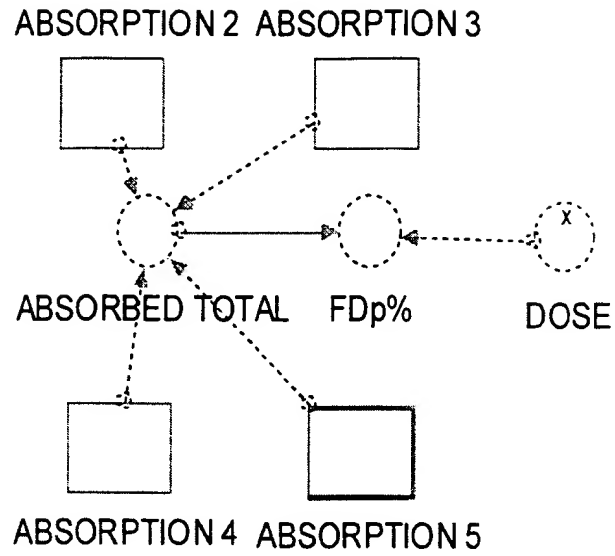 ABSORPTION 2 ABSORPTION 3
X
ABSORBED TOTAL FDp% DOSE
ABSORPTION 4 ABSORPTION 5